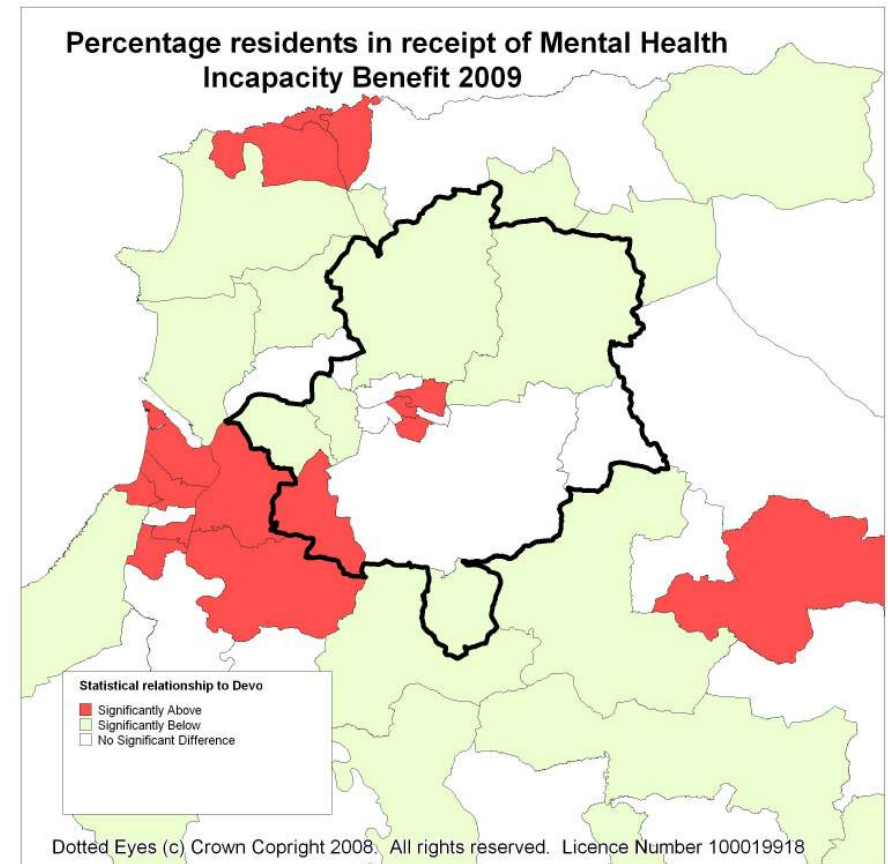 Percentage residents in receipt of Mental Health
Incapacity Benefit 2009
Statistical relationship to Devo
Significantly Above
Significantly Below
No Significant Difference
Dotted Eyes (c) Crown Copright 2008. All rights reserved. Licence Number 100019918